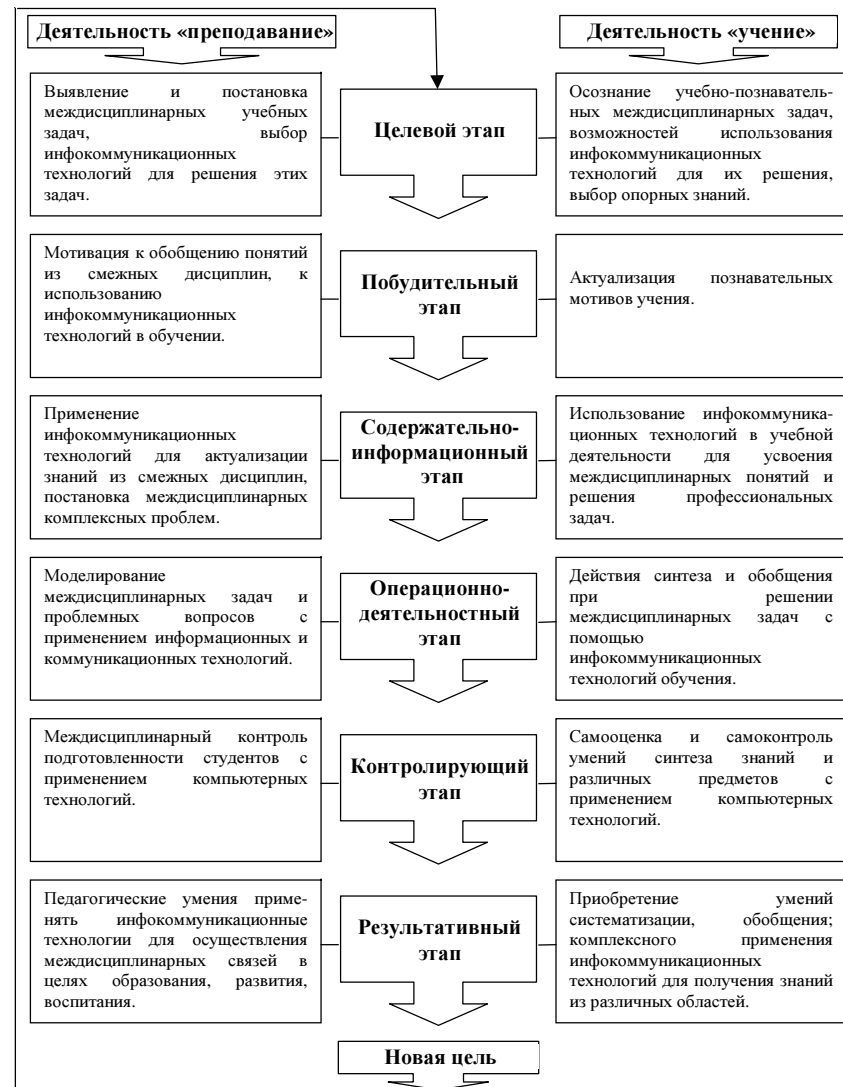 Деятельность «преподавание»
Деятельность «учение»
Выявление и постановка
междисциплинарных учебных
задач, выбор
инфокоммуникационных
технологий для решения этих
задач.
Целевой этап
Осознание учебно-познаватель-
ных междисциплинарных задач,
возможностей использования
инфокоммуникационных
технологий для их решения,
выбор опорных знаний.
Мотивация к обобщению понятий
из смежных дисциплин, к
использованию
инфокоммуникационных
технологий в обучении.
Побудительный
этап
Актуализация познавательных
мотивов учения.
Применение
инфокоммуникационных
технологий для актуализации
знаний из смежных дисциплин,
постановка междисциплинарных
комплексных проблем.
Содержательно-
информационный
этап
Использование инфокоммуника-
ционных технологий в учебной
деятельности для усвоения
междисциплинарных понятий и
решения профессиональных
задач.
Моделирование
междисциплинарных задач и
проблемных вопросов с
применением информационных и
коммуникационных технологий.
Операционно-
деятельностный
этап
Действия синтеза и обобщения
при решении
междисциплинарных задач с
помощью
инфокоммуникационных
технологий обучения.
Междисциплинарный контроль
подготовленности студентов с
применением компьютерных
технологий.
Контролирующий
этап
Самооценка и самоконтроль
умений синтеза знаний и
различных предметов с
применением компьютерных
технологий.
Педагогические умения приме-
нять инфокоммуникационные
технологии для осуществления
междисциплинарных связей в
целях образования, развития,
воспитания.
Результативный
этап
Приобретение умений
систематизации, обобщения;
комплексного применения
инфокоммуникационных
технологий для получения знаний
из различных областей.
Новая цель